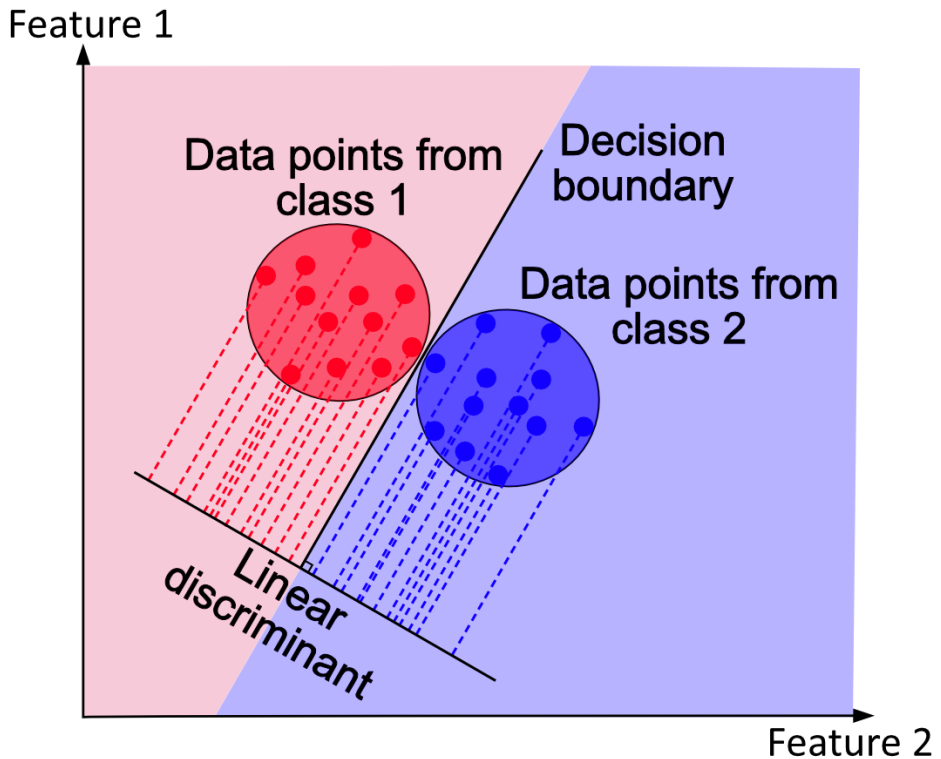 Feature 1
Data points from
class 1
Decision
boundary
Data points from
class 2
Linear
discriminant
Feature 2